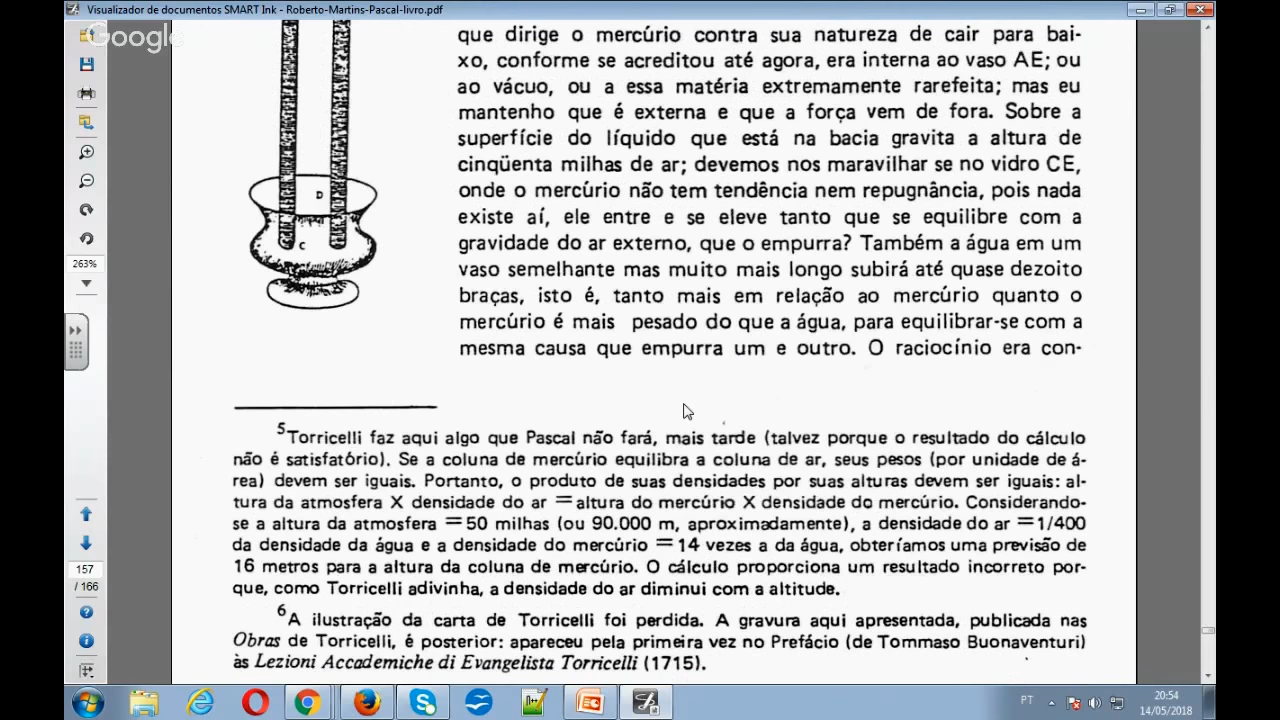 Visualizador de documentos SMART Ink - Roberto-Martins-Pascal-livro.pdf
Google
que dirige o mercúrio contra sua natureza de cair para bai-
xo, conforme se acreditou até agora, era interna ao vaso AE; ou
ao vácuo, ou a essa matéria extremamente rarefeita; mas eu
mantenho que é externa e que a força vem de fora. Sobre a
superfície do líquido que está na bacia gravita a altura de
cinqüenta milhas de ar; devemos nos maravilhar se no vidro CE,
onde o mercúrio não tem tendência nem repugnância, pois nada
existe aí, ele entre e se eleve tanto que se equilibre com a
gravidade do ar externo, que o empurra? Também a água em um
vaso semelhante mas muito mais longo subirá até quase dezoito
braças, isto é, tanto mais em relação ao mercúrio quanto o
mercúrio é mais pesado do que a água, para equilibrar-se com a
mesma causa que empurra um e outro. O raciocínio era con-
D
C
5Torricelli faz aqui algo que Pascal não fará, mais tarde (talvez porque o resultado do cálculo
não é satisfatório). Se a coluna de mercúrio equilibra a coluna de ar, seus pesos (por unidade de á-
rea) devem ser iguais. Portanto, o produto de suas densidades por suas alturas devem ser iguais: al-
tura da atmosfera X densidade do ar = altura do mercúrio X densidade do mercúrio. Considerando-
se a altura da atmosfera = 50 milhas (ou 90.000 m, aproximadamente), a densidade do ar = 1/400
da densidade da água e a densidade do mercúrio = 14 vezes a da água, obteríamos uma previsão de
16 metros para a altura da coluna de mercúrio. O cálculo proporciona um resultado incorreto por-
que, como Torricelli adivinha, a densidade do ar diminui com a altitude.
6A ilustração da carta de Torricelli foi perdida. A gravura aqui apresentada, publicada nas
Obras de Torricelli, é posterior: apareceu pela primeira vez no Prefácio (de Tommaso Buonaventuri)
às Lezioni Accademiche di Evangelista Torricelli (1715).
263%
157
/ 166
PT
20:54
14/05/2018